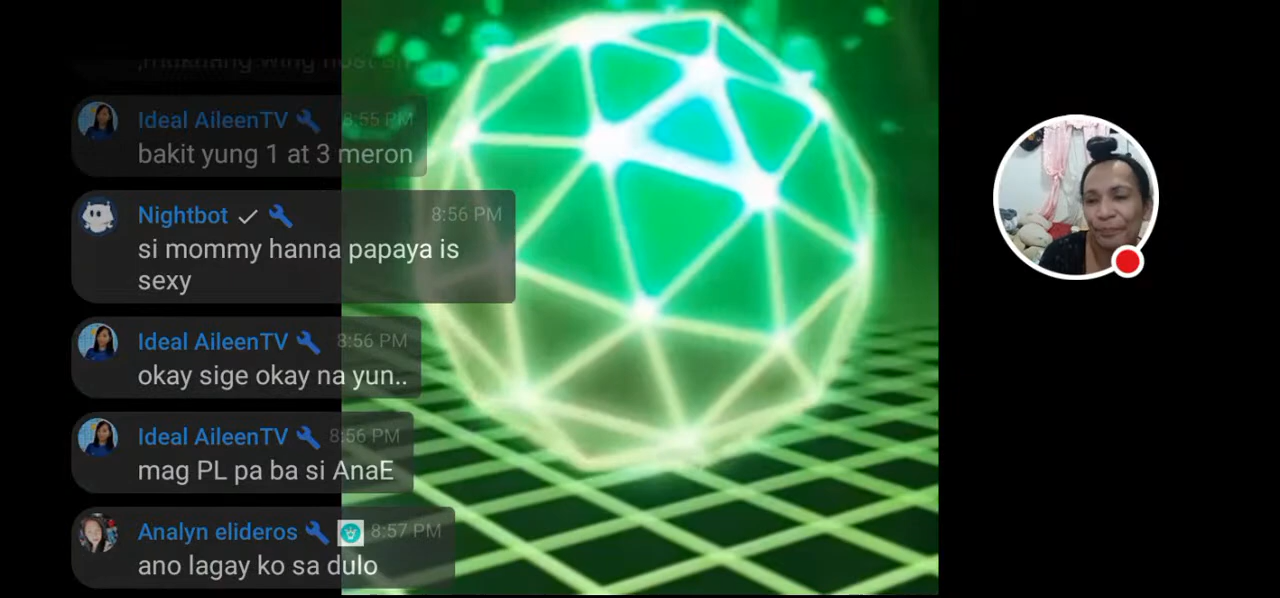 Ideal AileenTV 8:55 PM
bakit yung 1 at 3 meron
Nightbot 8:56 PM
si mommy hanna papaya is
sexy
Ideal AileenTV 8:56 PM
okay sige okay na yun..
Ideal AileenTV 8:56 PM
mag PL pa ba si AnaE
Analyn elideros 8:57 PM
ano lagay ko sa dulo